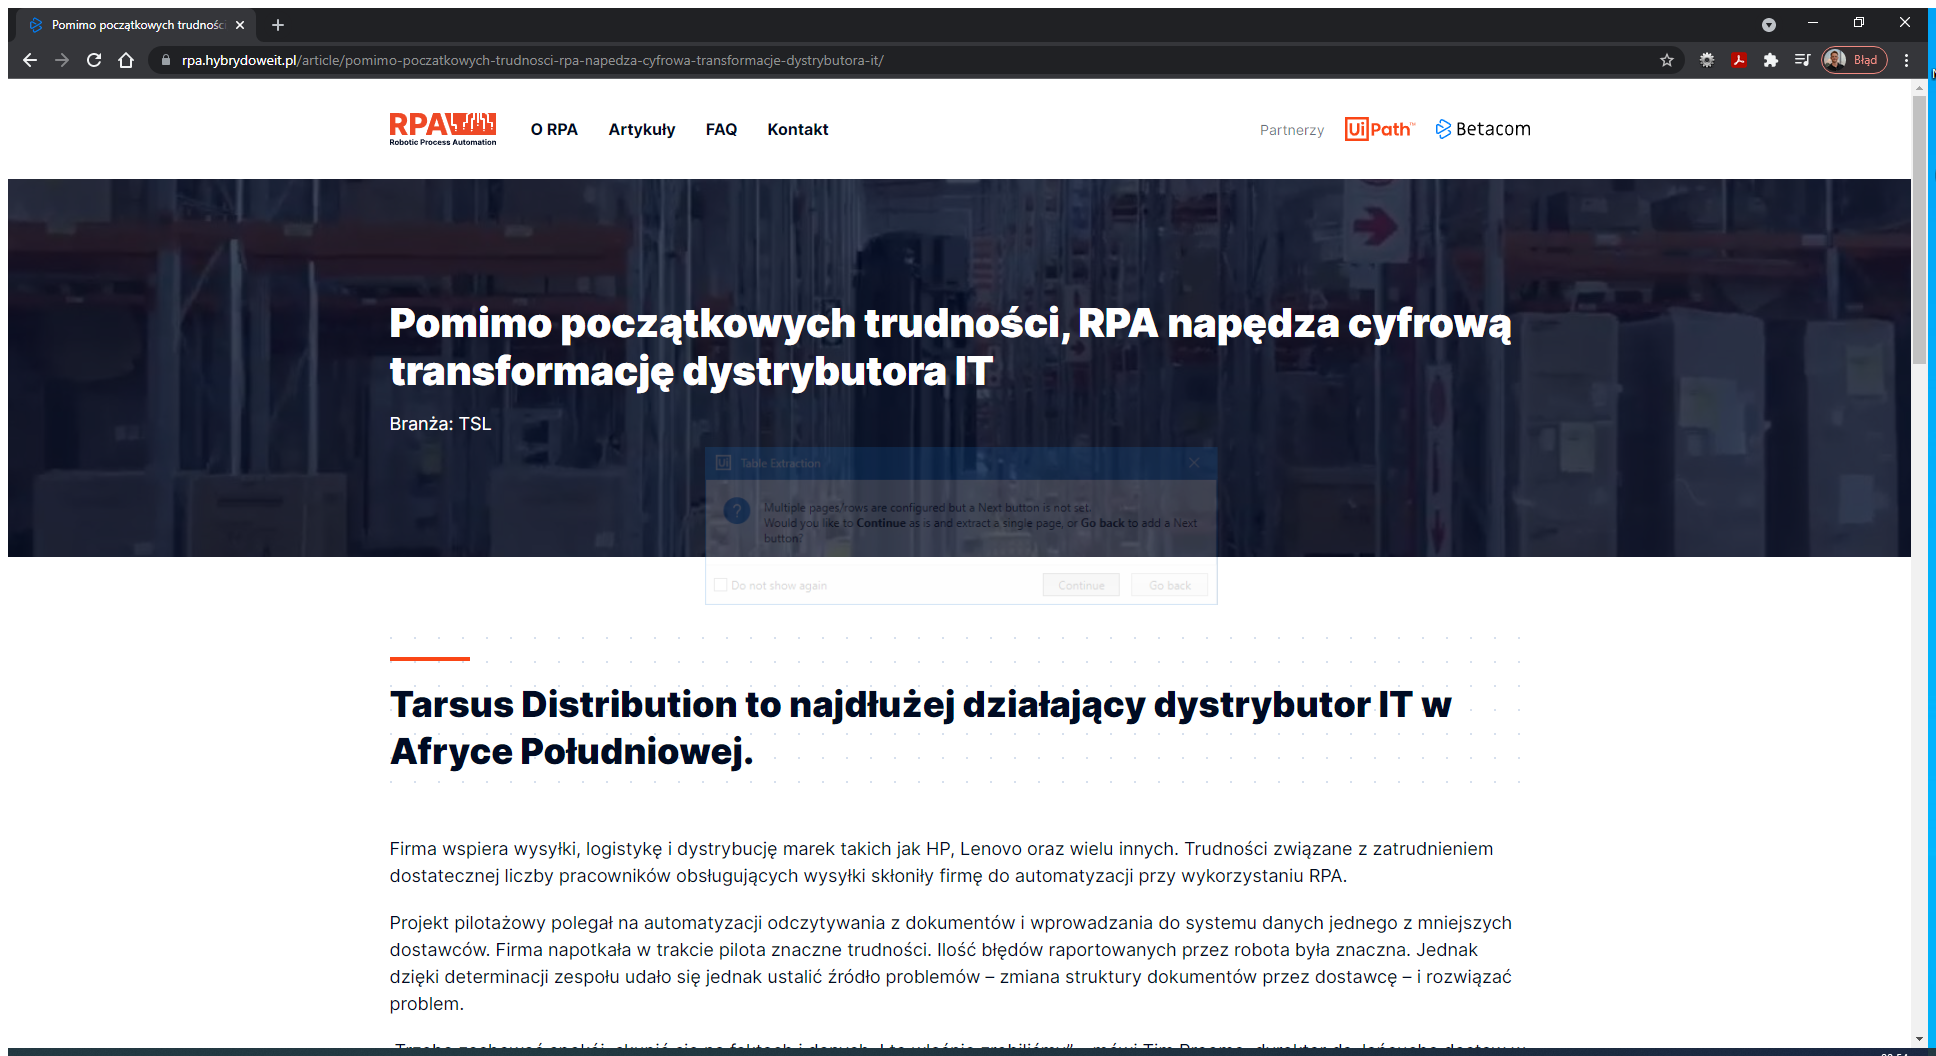 Pomimo początkowych trudnośc
rpa.hybrydoweit.pl/article/pomimo-poczatkowych-trudnosci-rpa-napedza-cyfrowa-transformacje-dystrybutora-it/
Błąd
RPA
Robotic Process Automation
O RPA Artykuły FAQ Kontakt
Partnerzy UiPath™ Betacom
Pomimo początkowych trudności, RPA napędza cyfrową
transformację dystrybutora IT
Branża: TSL
Ui Table Extraction
Multiple pages/rows are configured but a Next button is not set.
Would you like to Continue as is and extract a single page, or Go back to add a Next
button?
Do not show again Continue Go back
Tarsus Distribution to najdłużej działający dystrybutor IT w
Afryce Południowej.
Firma wspiera wysyłki, logistykę i dystrybucję marek takich jak HP, Lenovo oraz wielu innych. Trudności związane z zatrudnieniem
dostatecznej liczby pracowników obsługujących wysyłki skłoniły firmę do automatyzacji przy wykorzystaniu RPA.
Projekt pilotażowy polegał na automatyzacji odczytywania z dokumentów i wprowadzania do systemu danych jednego z mniejszych
dostawców. Firma napotkała w trakcie pilota znaczne trudności. Ilość błędów raportowanych przez robota była znaczna. Jednak
dzięki determinacji zespołu udało się jednak ustalić źródło problemów – zmiana struktury dokumentów przez dostawcę – i rozwiązać
problem.